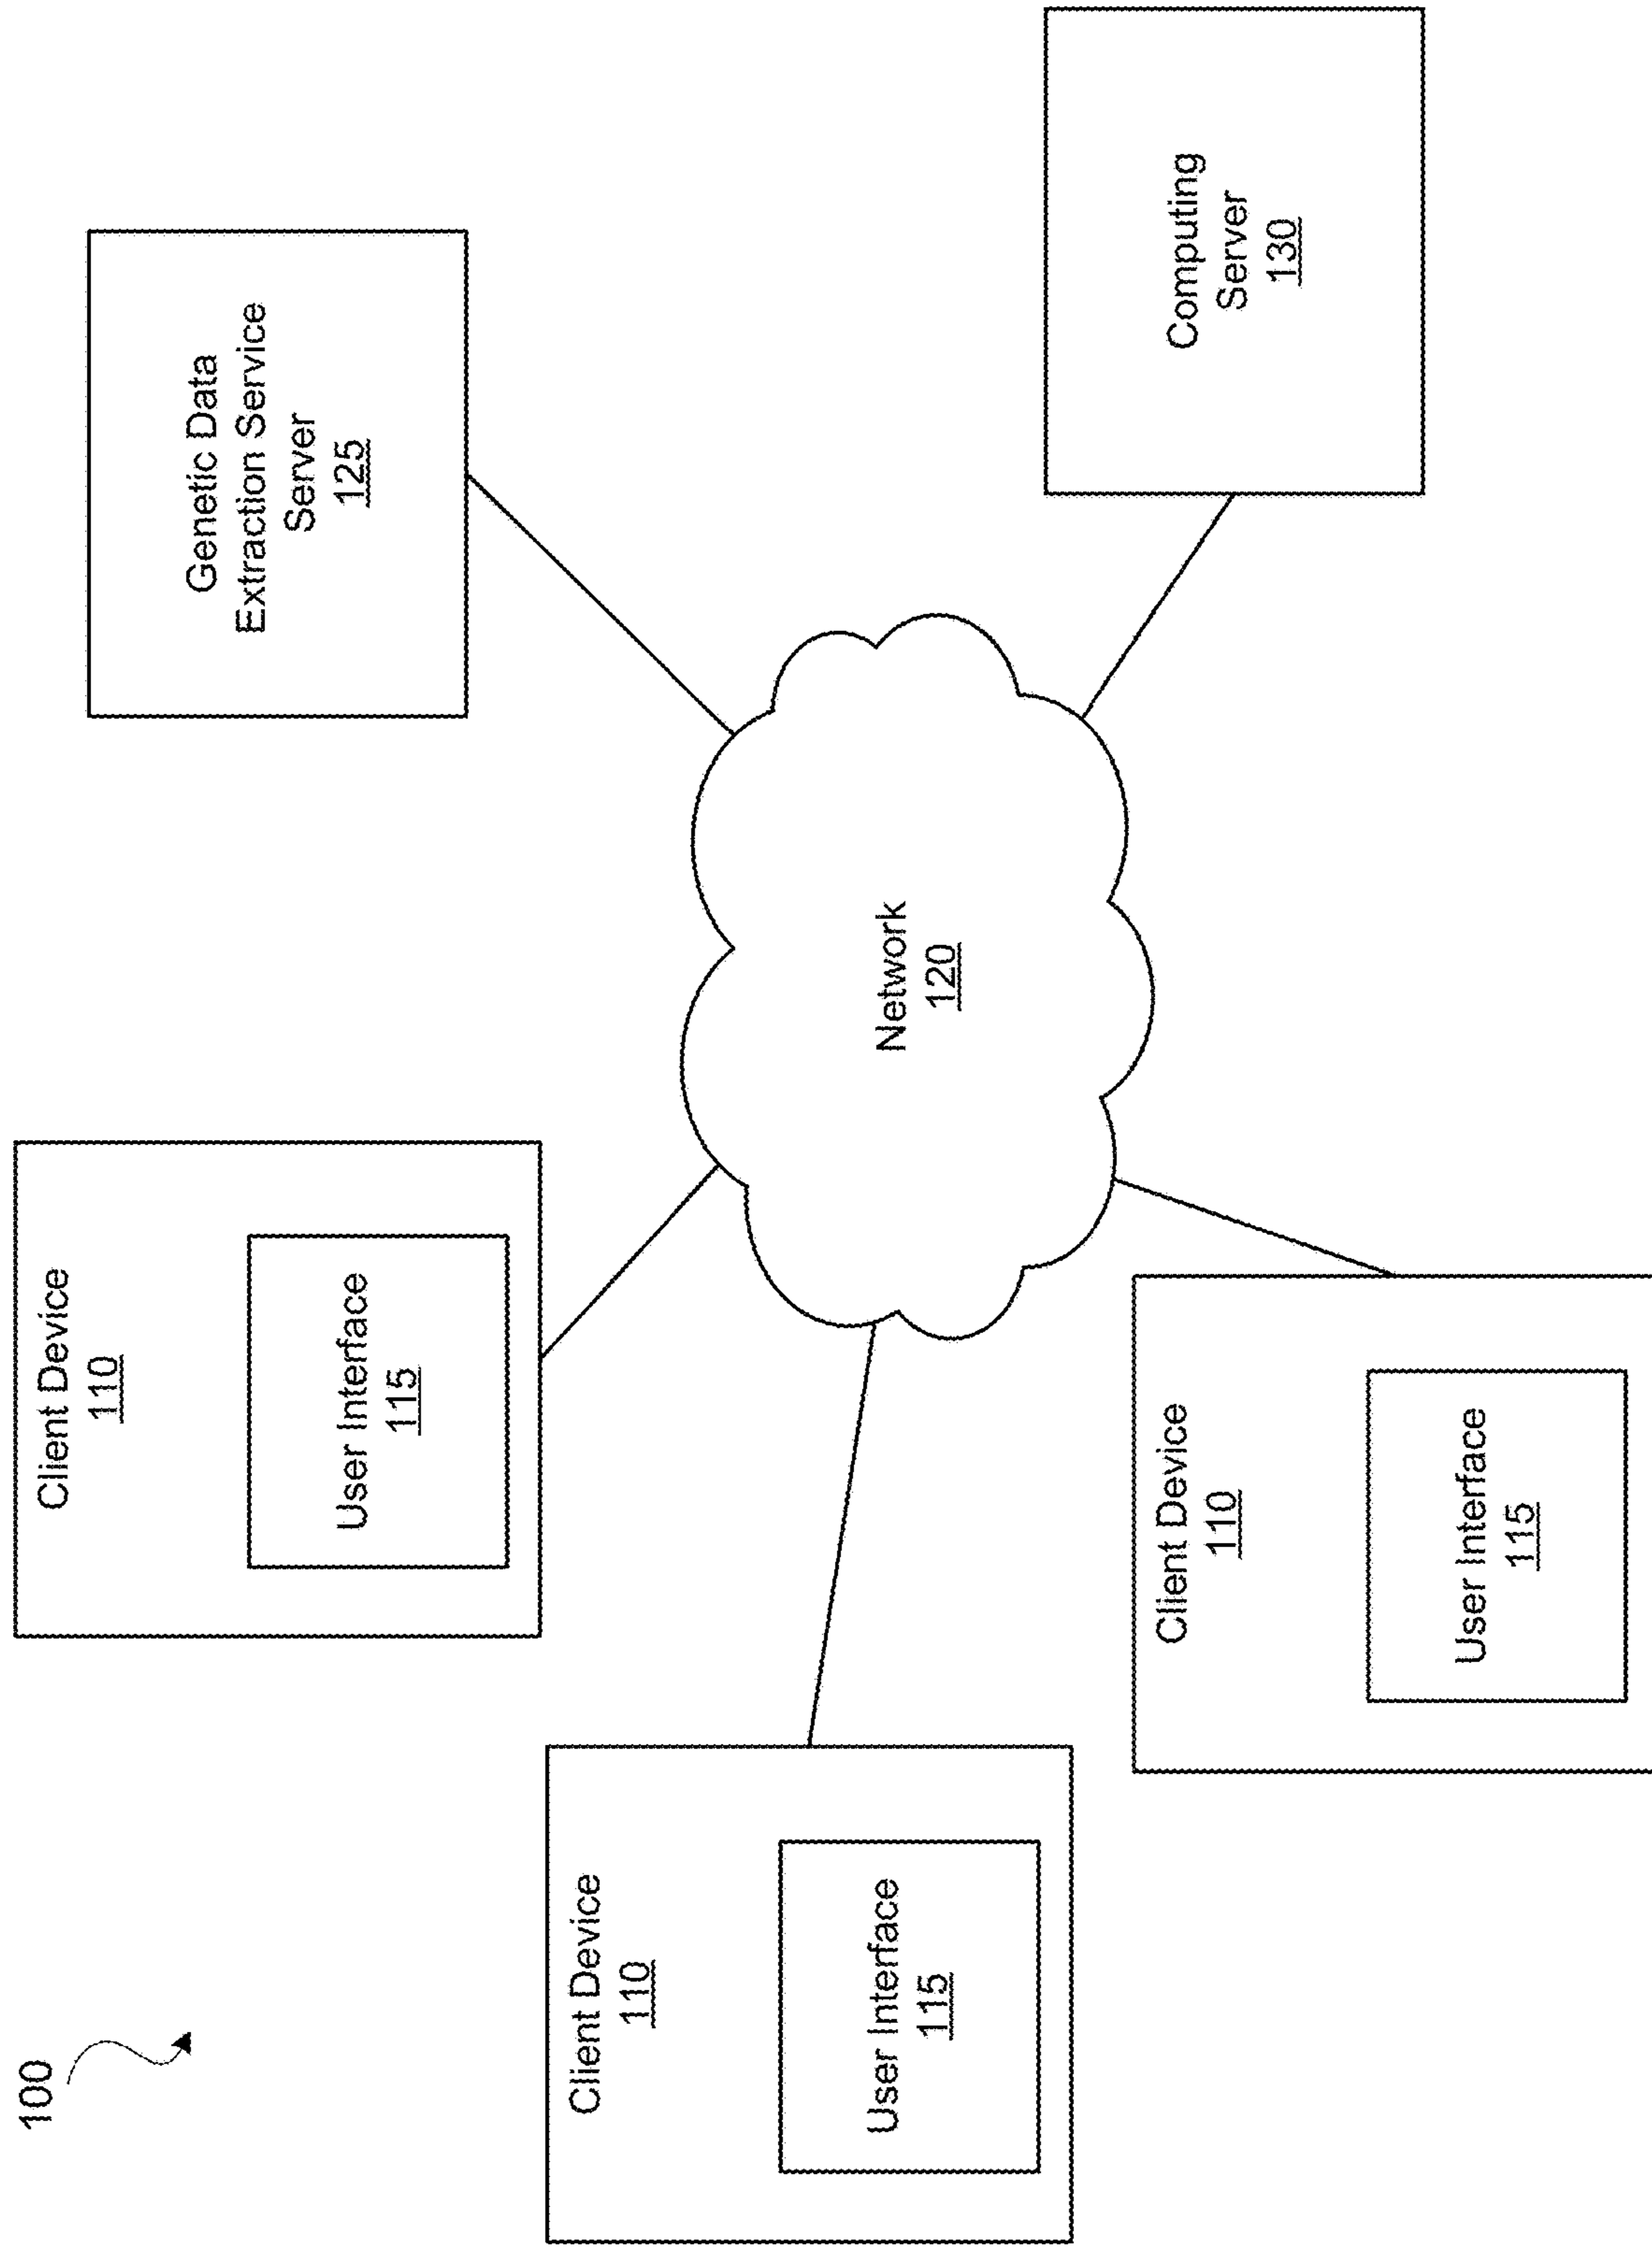 100
Client Device
110
User Interface
115
Client Device
110
User Interface
115
Client Device
110
User Interface
115
Network
120
Genetic Data
Extraction Service
Server
125
Computing
Server
130